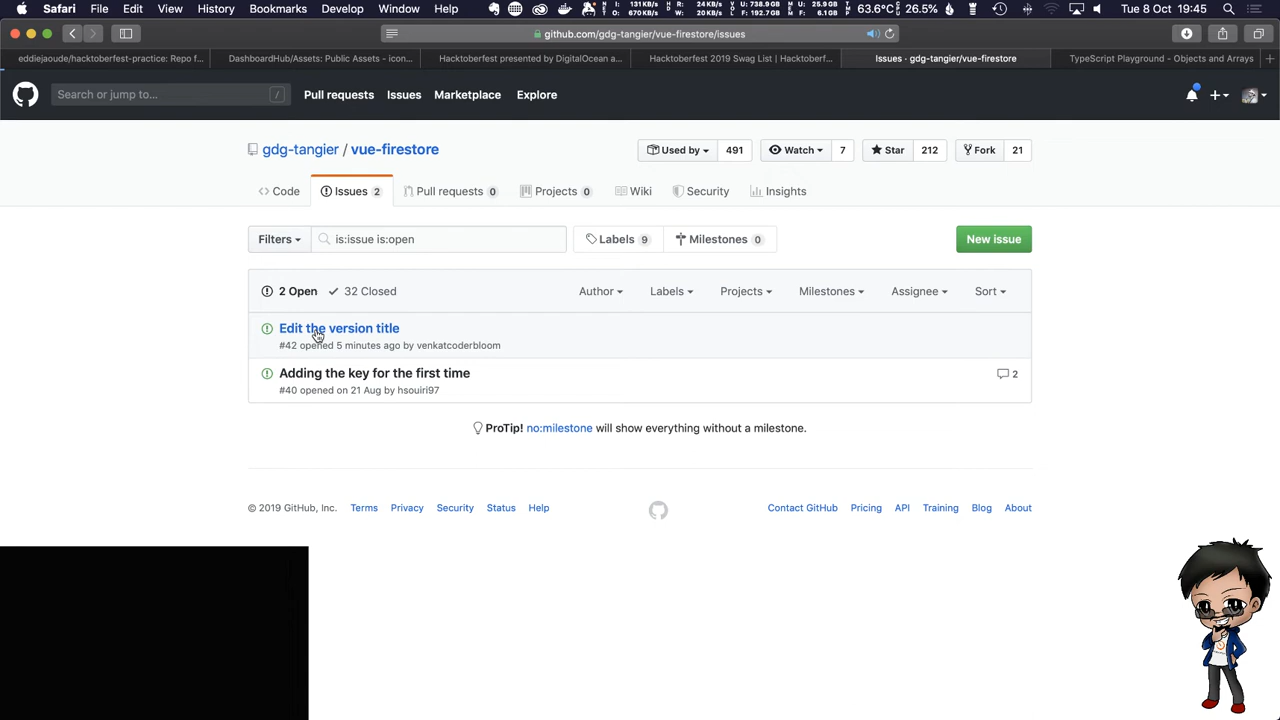 Safari File Edit View History Bookmarks Develop Window Help 63.6°C 26.5% Tue 8 Oct 19:45
github.com/gdg-tangier/vue-firestore/issues
eddiejaoude/hacktoberfest-practice: Repo f... DashboardHub/Assets: Public Assets - icon... Hacktoberfest presented by DigitalOcean a... Hacktoberfest 2019 Swag List | Hacktoberf... Issues · gdg-tangier/vue-firestore TypeScript Playground - Objects and Arrays
Search or jump to... / Pull requests Issues Marketplace Explore
gdg-tangier / vue-firestore Used by 491 Watch 7 Star 212 Fork 21
Code Issues 2 Pull requests 0 Projects 0 Wiki Security Insights
Filters is:issue is:open Labels 9 Milestones 0 New issue
2 Open 32 Closed Author Labels Projects Milestones Assignee Sort
Edit the version title
#42 opened 5 minutes ago by venkatcoderbloom
Adding the key for the first time 2
#40 opened on 21 Aug by hsouiri97
ProTip! no:milestone will show everything without a milestone.
© 2019 GitHub, Inc. Terms Privacy Security Status Help Contact GitHub Pricing API Training Blog About